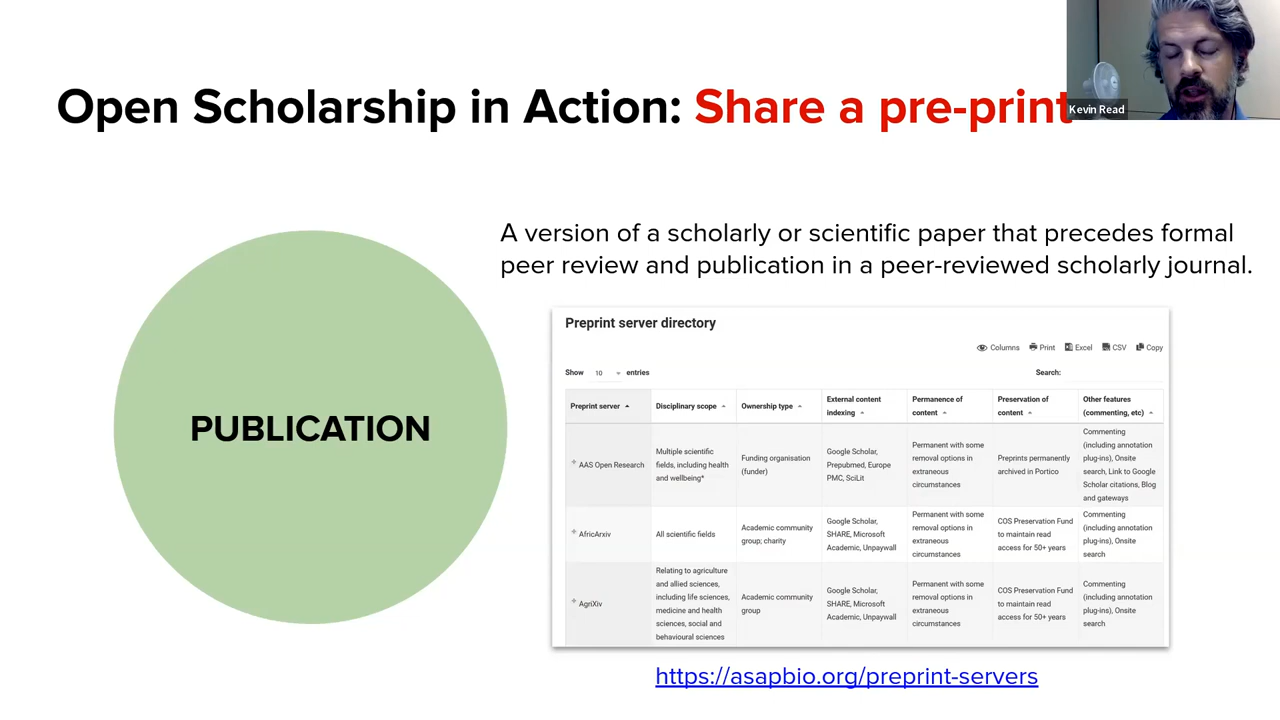 Open Scholarship in Action: Share a pre-print
Kevin Read
A version of a scholarly or scientific paper that precedes formal
peer review and publication in a peer-reviewed scholarly journal.
PUBLICATION
Preprint server directory
Columns Print Excel CSV Copy
Show 10 entries Search:
Preprint server
Disciplinary scope
Ownership type
External content
indexing
Permanence of
content
Preservation of
content
Other features
(commenting, etc)
AAS Open Research
Multiple scientific
fields, including health
and wellbeing*
Funding organisation
(funder)
Google Scholar,
Prepubmed, Europe
PMC, SciLit
Permanent with some
removal options in
extraneous
circumstances
Preprints permanently
archived in Portico
Commenting
(including annotation
plug-ins), Onsite
search, Link to Google
Scholar citations, Blog
and gateways
AfricArxiv
All scientific fields
Academic community
group; charity
Google Scholar,
SHARE, Microsoft
Academic, Unpaywall
Permanent with some
removal options in
extraneous
circumstances
COS Preservation Fund
to maintain read
access for 50+ years
Commenting
(including annotation
plug-ins), Onsite
search
AgriXiv
Relating to agriculture
and allied sciences,
including life sciences,
medicine and health
sciences, social and
behavioural sciences
Academic community
group
Google Scholar,
SHARE, Microsoft
Academic, Unpaywall
Permanent with some
removal options in
extraneous
circumstances
COS Preservation Fund
to maintain read
access for 50+ years
Commenting
(including annotation
plug-ins), Onsite
search
https://asapbio.org/preprint-servers